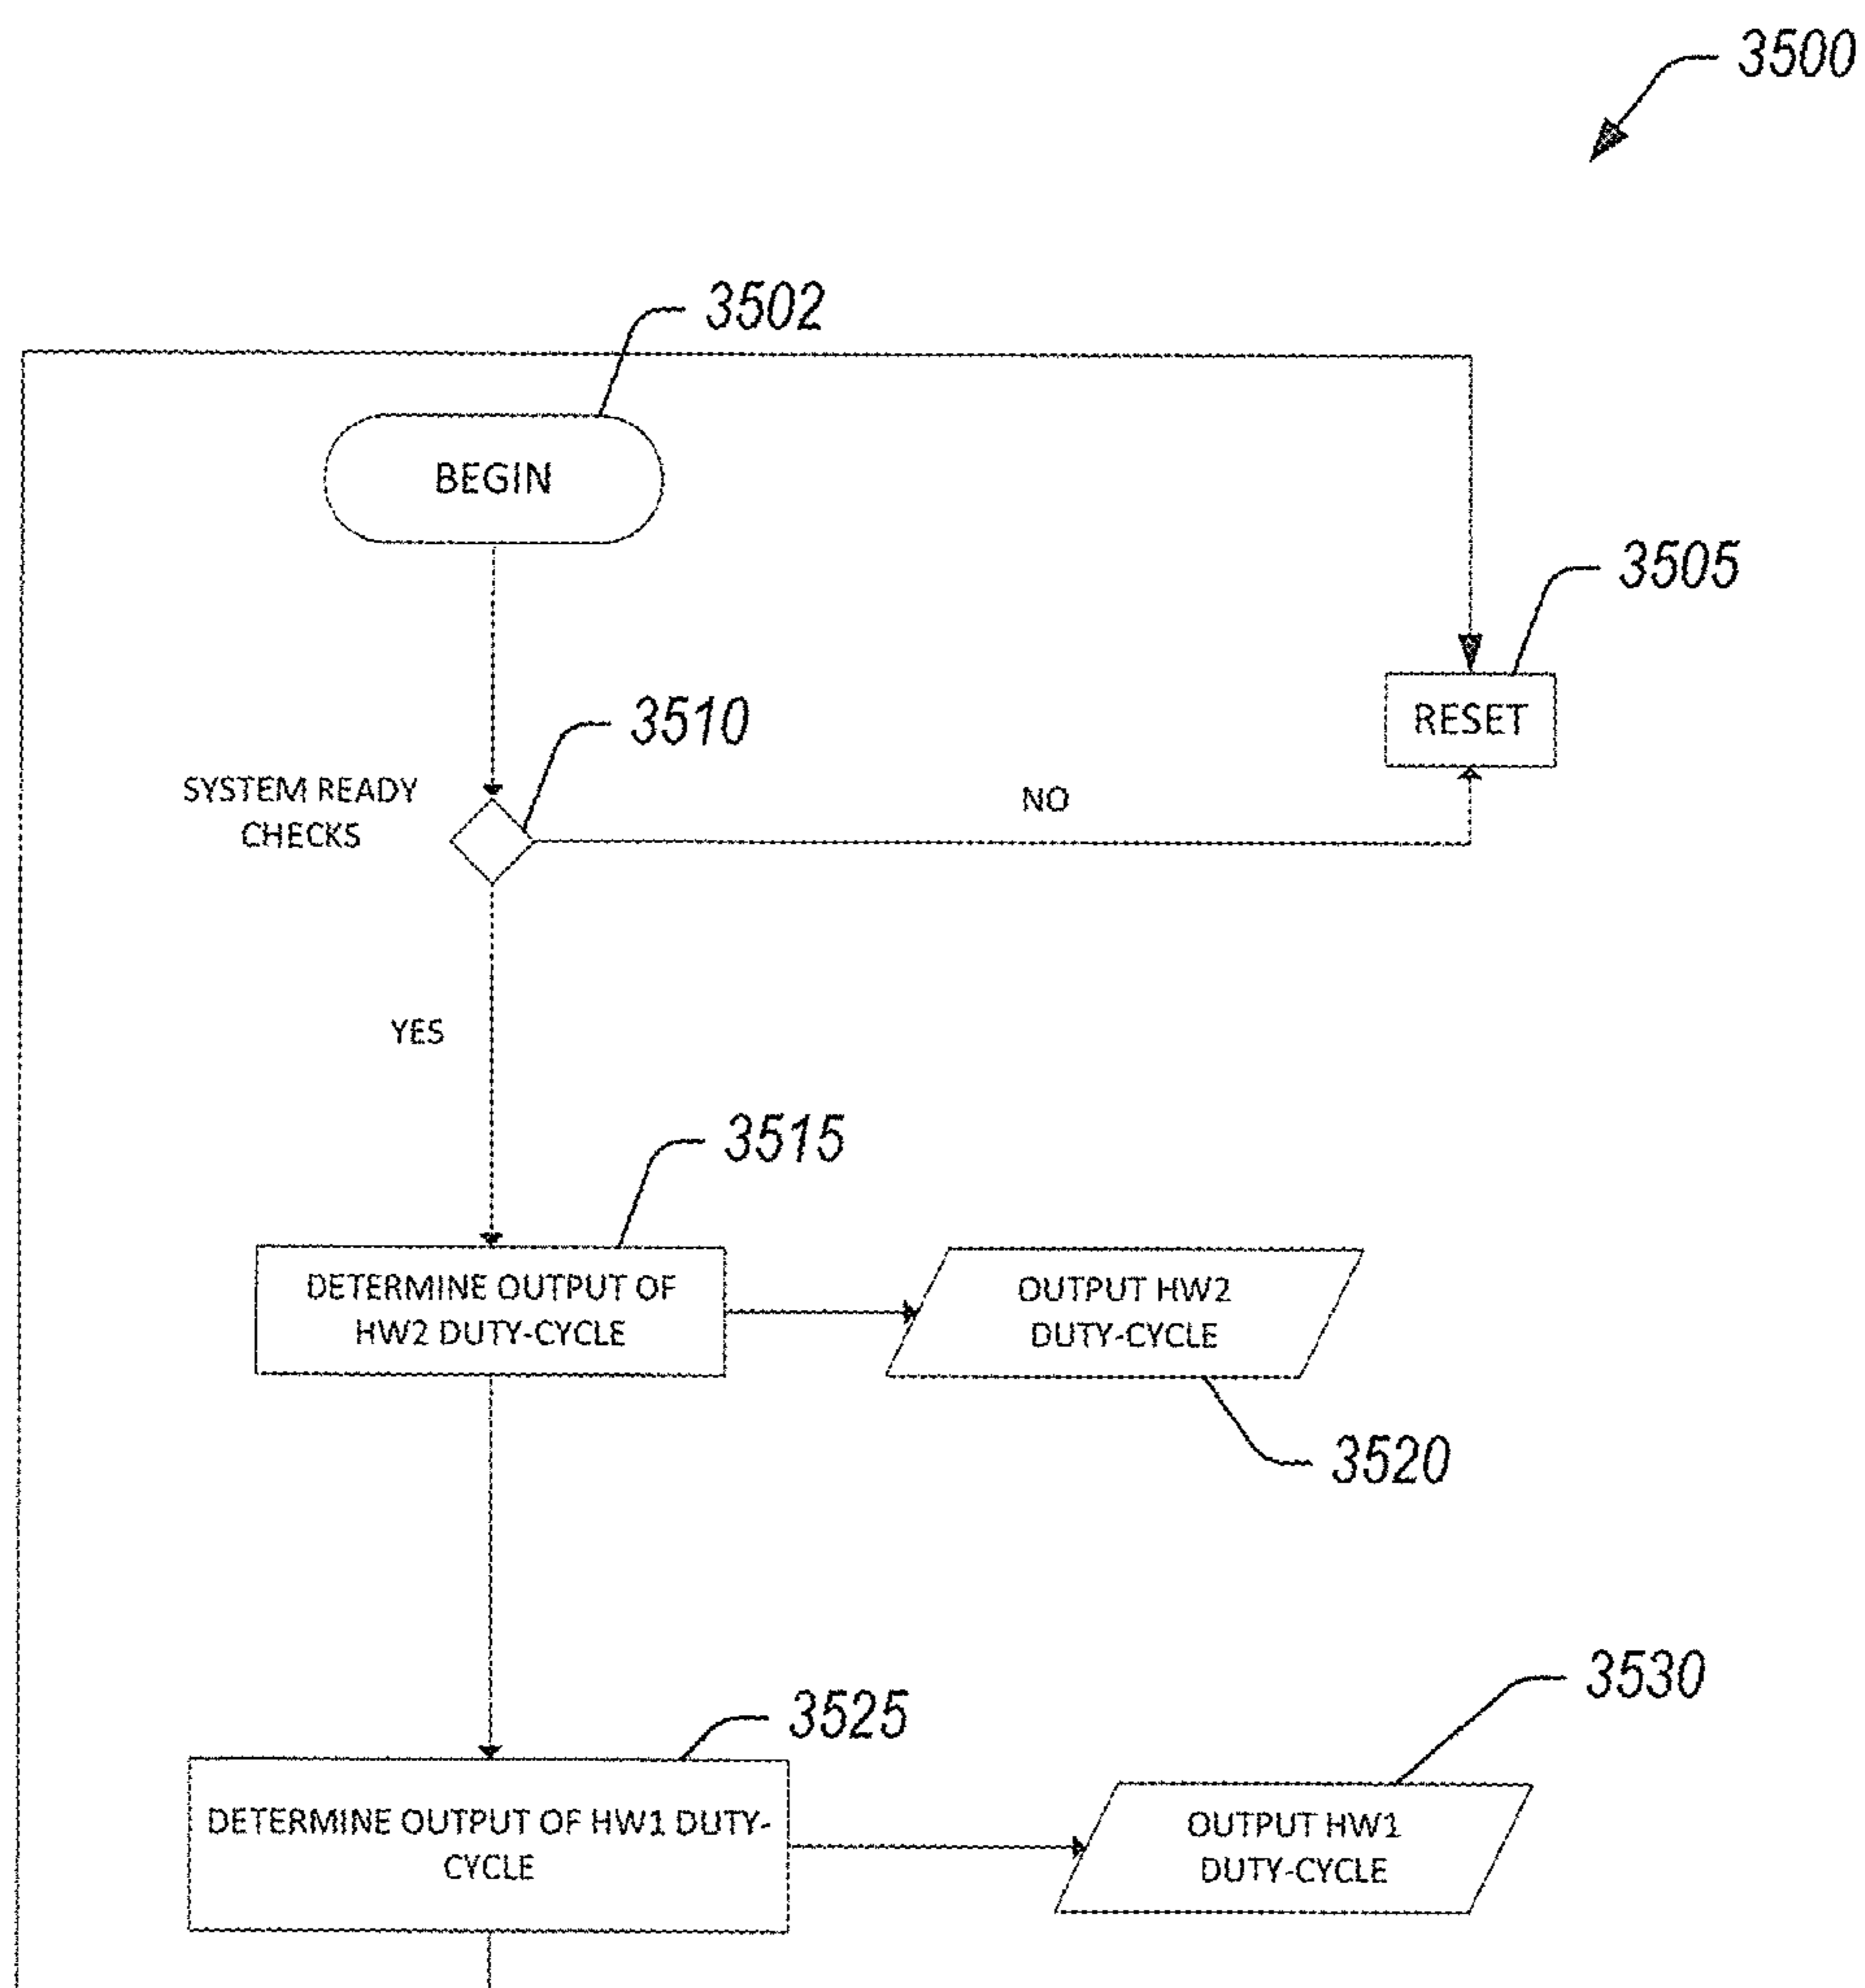 3500
3502
BEGIN
3505
RESET
3510
SYSTEM READY
CHECKS
NO
YES
3515
DETERMINE OUTPUT OF
HW2 DUTY-CYCLE
OUTPUT HW2
DUTY-CYCLE
3520
3525
DETERMINE OUTPUT OF HW1 DUTY-
CYCLE
3530
OUTPUT HW1
DUTY-CYCLE